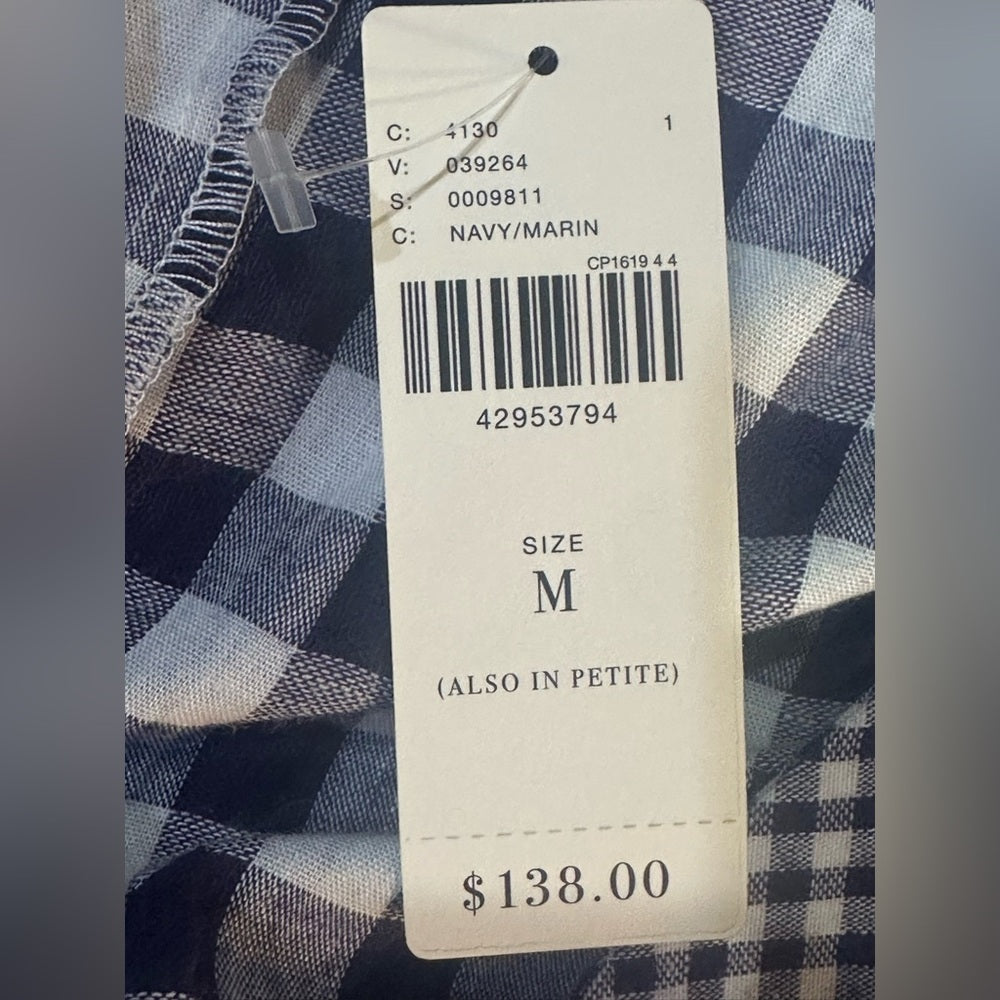 C: 4130 1
V: 039264
S: 0009811
C: NAVY/MARIN
CP1619 4 4
42953794
SIZE
M
(ALSO IN PETITE)
$138.00